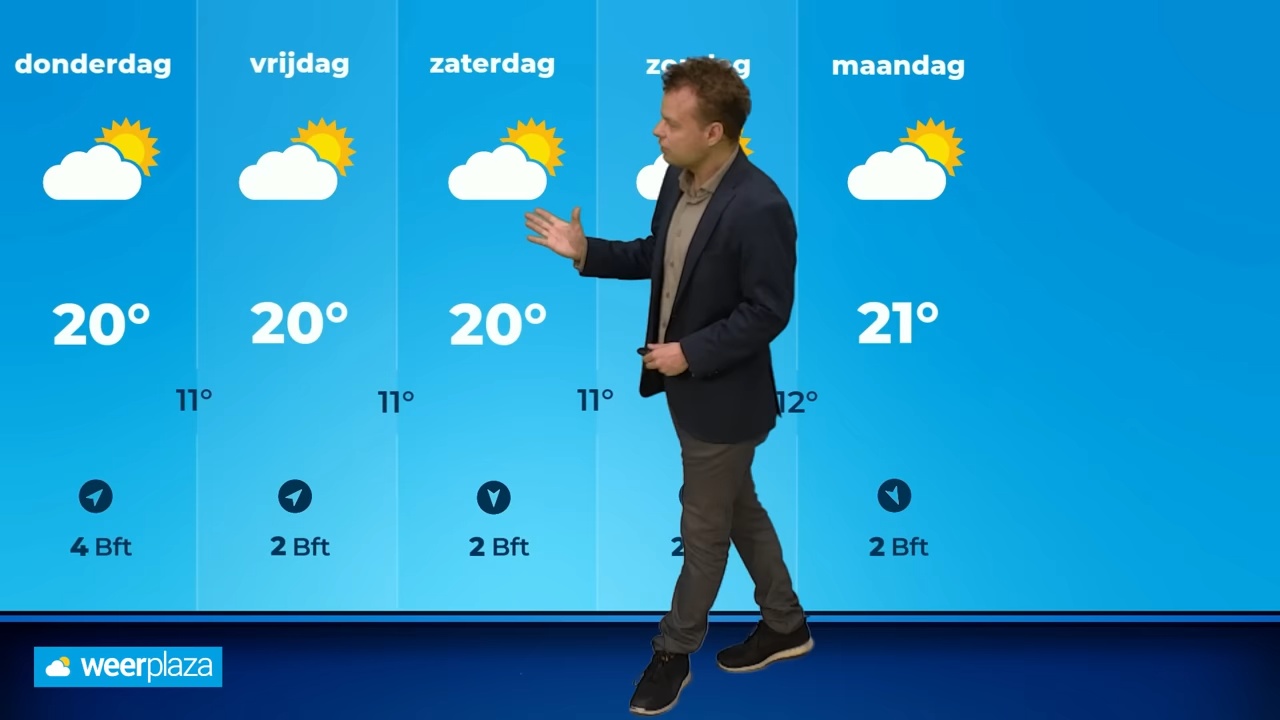 donderdag
vrijdag
zaterdag
maandag
20°
20°
20°
21°
11°
11°
11°
12°
4 Bft
2 Bft
2 Bft
2
2 Bft
weerplaza